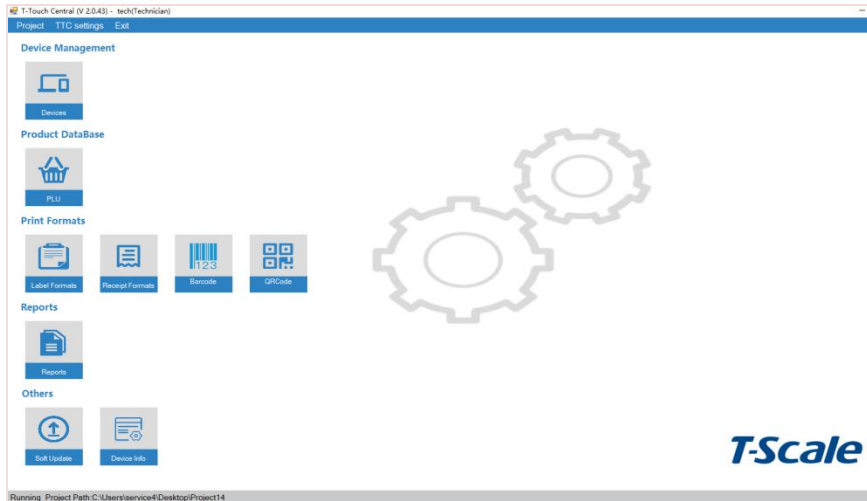 T-Touch Central (V 2.0.43) - tech(Technician)
Project TTC settings Exit
Device Management
Devices
Product DataBase
PLU
Print Formats
123
Label Formats Receipt Formats Barcode QRCode
Reports
Reports
Others
Soft Update Device Info
T-Scale
Running Project Path:C:\Users\service4\Desktop\Project14